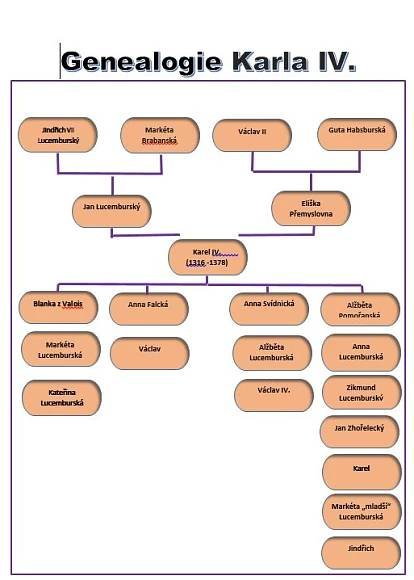 Genealogie Karla IV.
Jindřich VII
Lucemburský
Markéta
Brabanská
Václav II
Guta Habsburská
Jan Lucemburský
Eliška
Přemyslovna
Karel IV.
(1316 -1378)
Blanka z Valois
Anna Falcká
Anna Svídnická
Alžběta
Pomořanská
Markéta
Lucemburská
Václav
Alžběta
Lucemburská
Anna
Lucemburská
Kateřina
Lucemburská
Václav IV.
Zikmund
Lucemburský
Jan Zhořelecký
Karel
Markéta „mladší“
Lucemburská
Jindřich